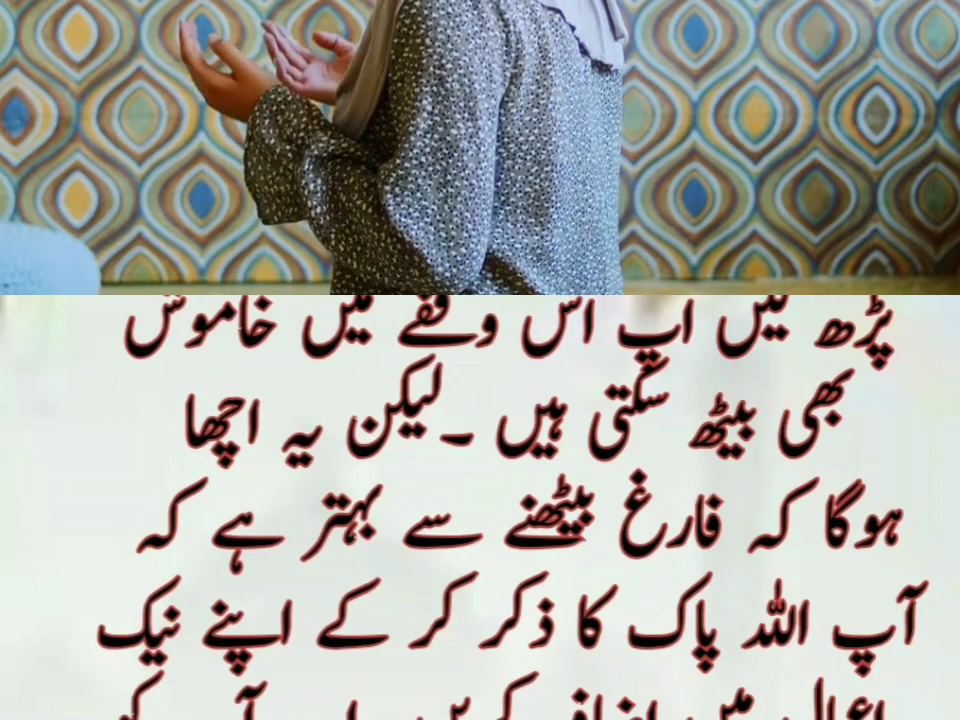 پڑھ لیں آپ اس وقفے میں خاموش
بھی بیٹھ سکتی ہیں ۔ لیکن یہ اچھا
ہوگا کہ فارغ بیٹھنے سے بہتر ہے کہ
آپ اللہ پاک کا ذکر کر کے اپنے نیک
اعمال میں اضافہ کریں